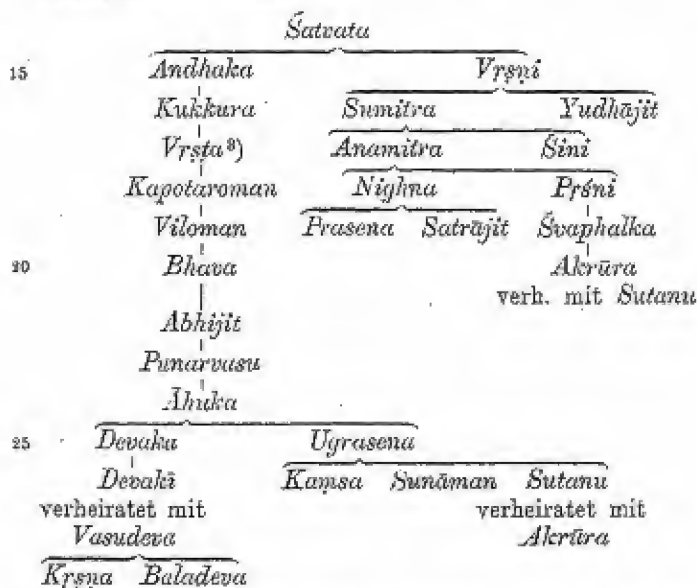 Śatvata
15 Andhaka Vṛṣṇi
Kukkura Sumitra Yudhājit
Vṛṣṭa³) Anamitra Śini
Kapotaroman Nighna Pṛśni
Viloman Prasena Satrājit Śvaphalka
20 Bhava Akrūra
verh. mit Sutanu
Abhijit
Punarvasu
Āhuka
25 Devaka Ugrasena
Devakī Kaṃsa Sunāman Sutanu
verheiratet mit verheiratet mit
Vasudeva Akrūra
Kṛṣṇa Baladeva